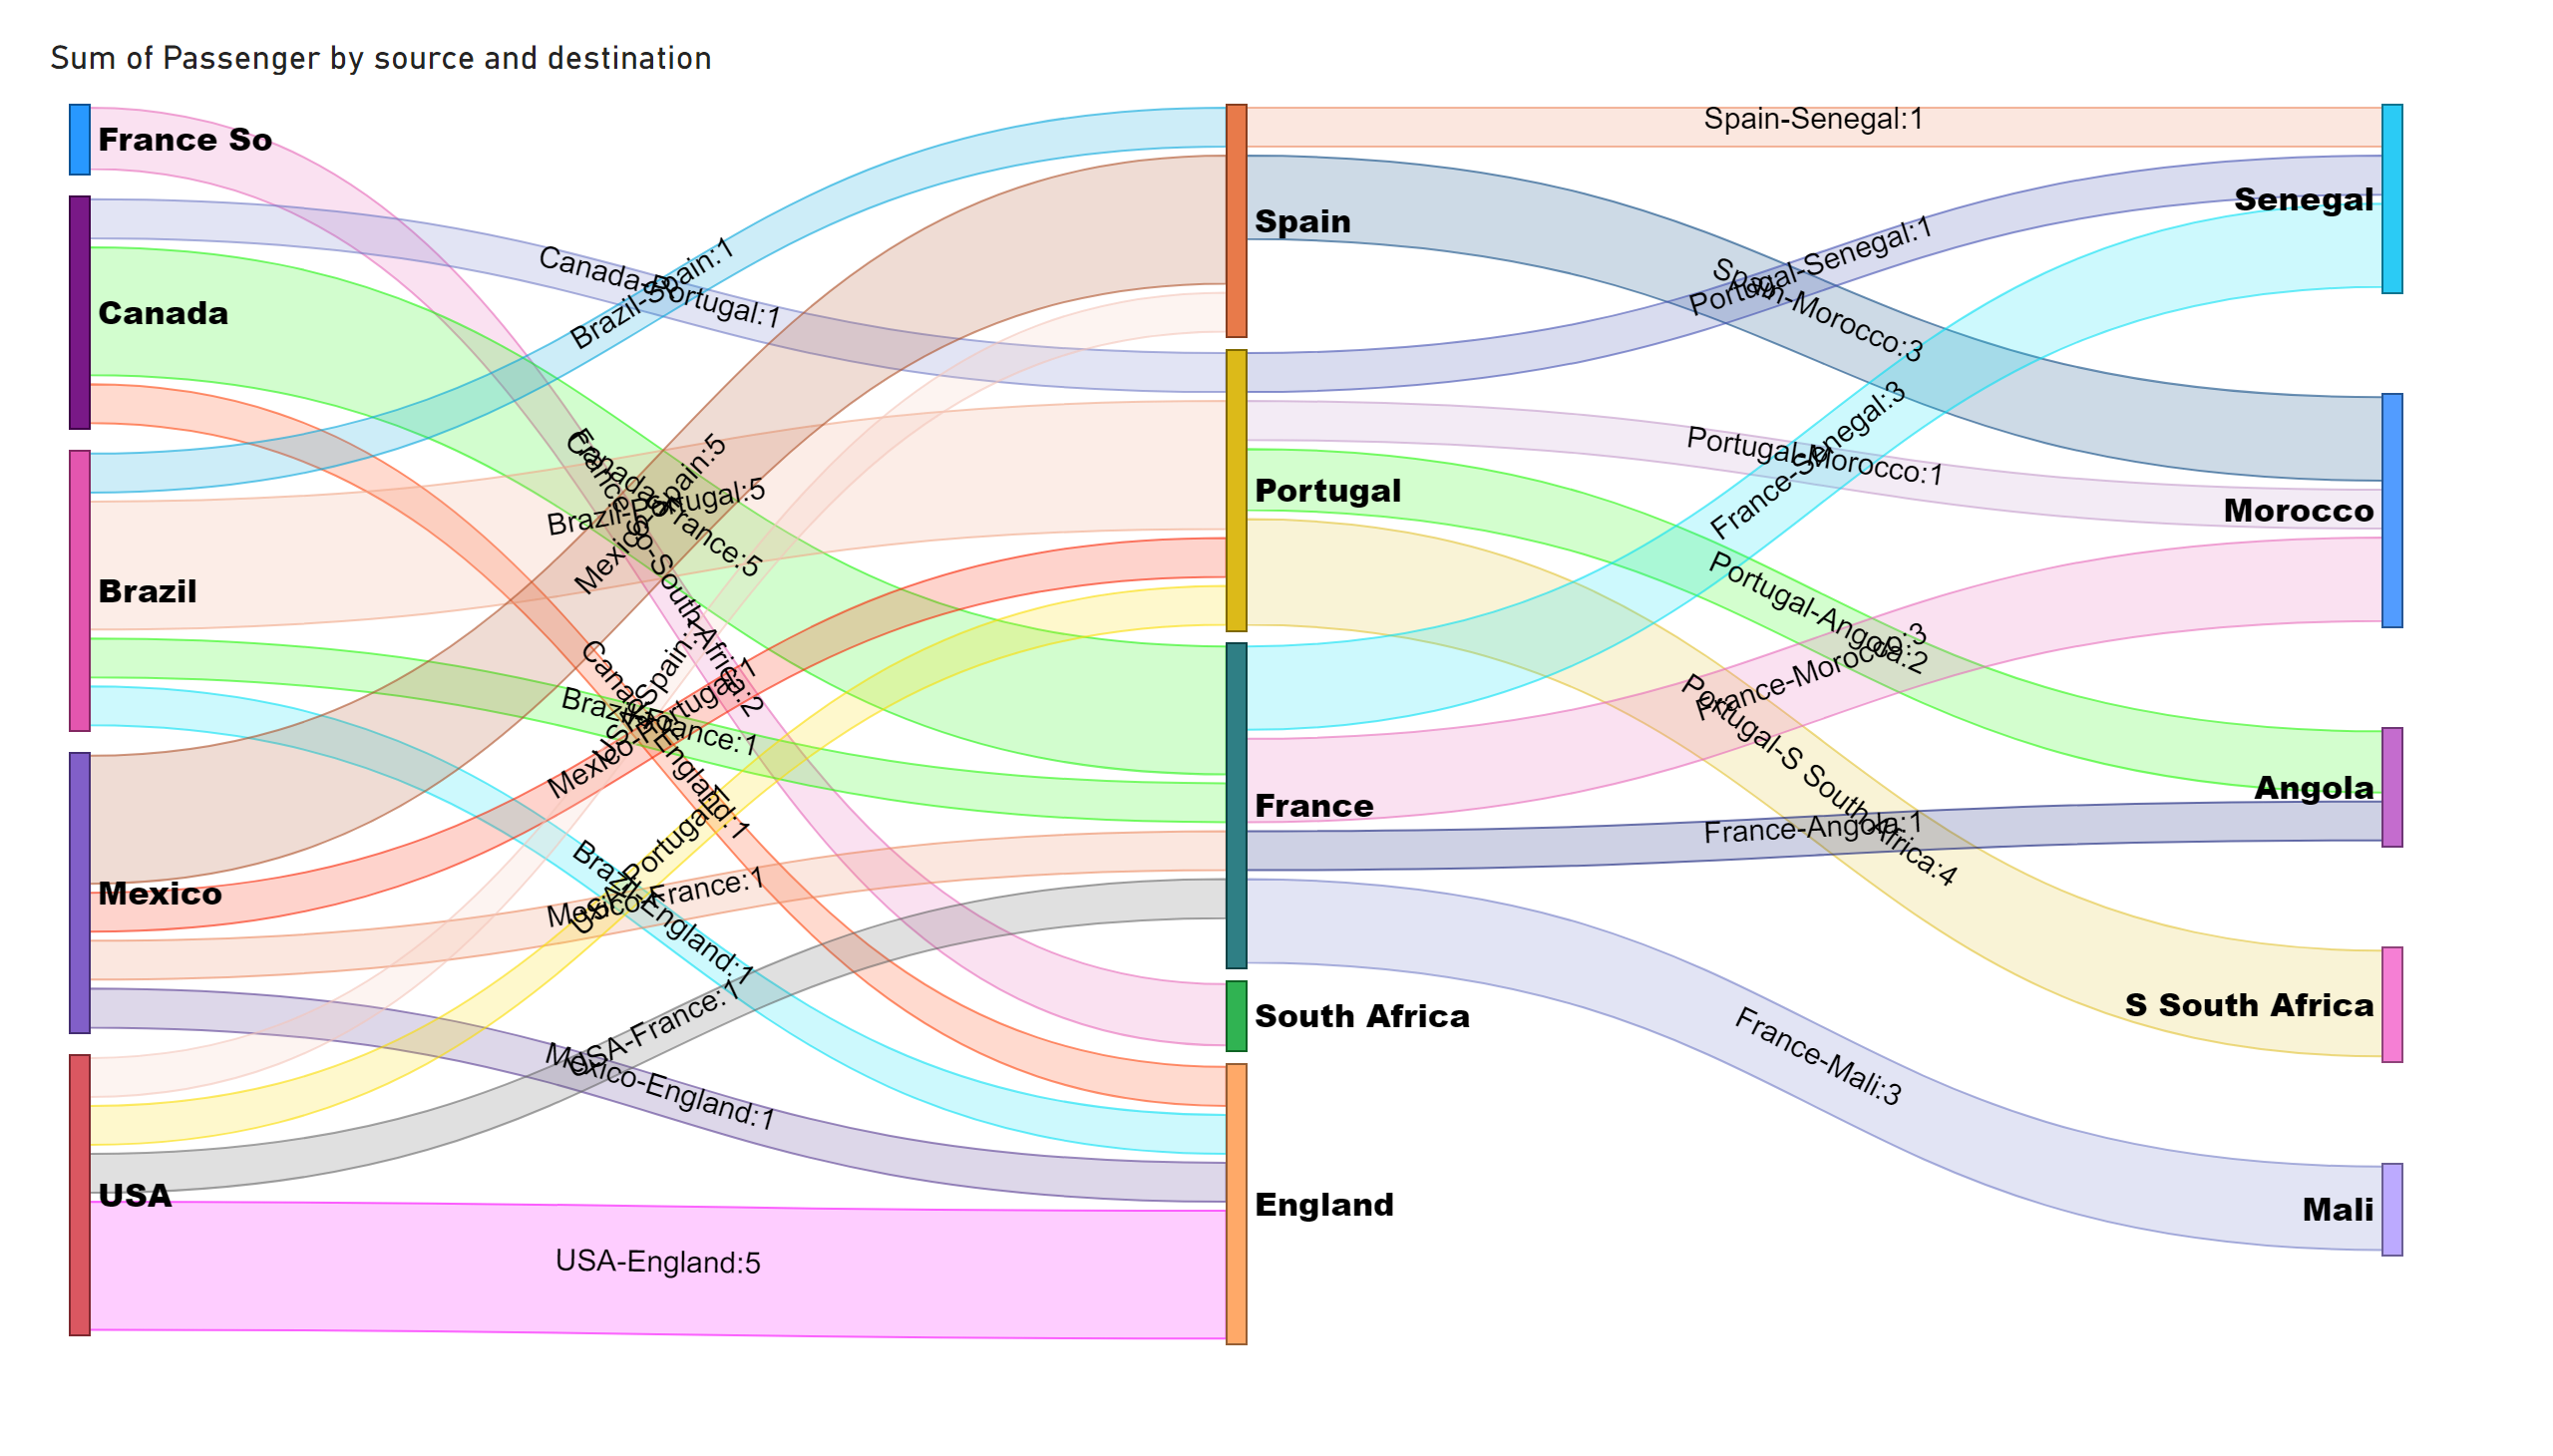 Sum of Passenger by source and destination
France So
Canada
Brazil
Mexico
USA
Canada-Portugal:1
Brazil-Spain:1
Mexico-Spain:5
Brazil-Portugal:5
Canada-France:5
France So-South Africa:2
USA-Spain:1
Mexico-Portugal:1
Brazil-France:1
Canada-England:1
USA-Portugal:1
Mexico-France:1
Brazil-England:1
USA-France:1
Mexico-England:1
USA-England:5
Spain
Portugal
France
South Africa
England
Spain-Senegal:1
Portugal-Senegal:1
Spain-Morocco:3
France-Senegal:3
Portugal-Morocco:1
Portugal-Angola:2
France-Morocco:3
Portugal-S South Africa:4
France-Angola:1
France-Mali:3
Senegal
Morocco
Angola
S South Africa
Mali